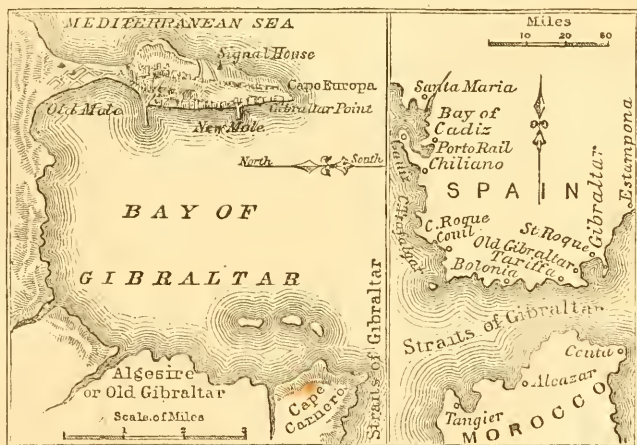 MEDITERRANEAN SEA
Signal House
Cape Europa
Old Mole
Gibraltar Point
New Mole
North
South
BAY OF
GIBRALTAR
Algesire
or Old Gibraltar
Scale of Miles
1 2 3
Cape
Carnero
Straits of Gibraltar
Miles
10 20
Santa Maria
Bay of
Cadiz
Porto Rail
Chiliano
SPAIN
C. Trafalgar
C. Roque
Conil
St Roque
Old Gibraltar
Tariffa
Bolonia
Gibraltar
Estampona
Straits of Gibraltar
Ceuta
Alcazar
Tangier
MOROCCO